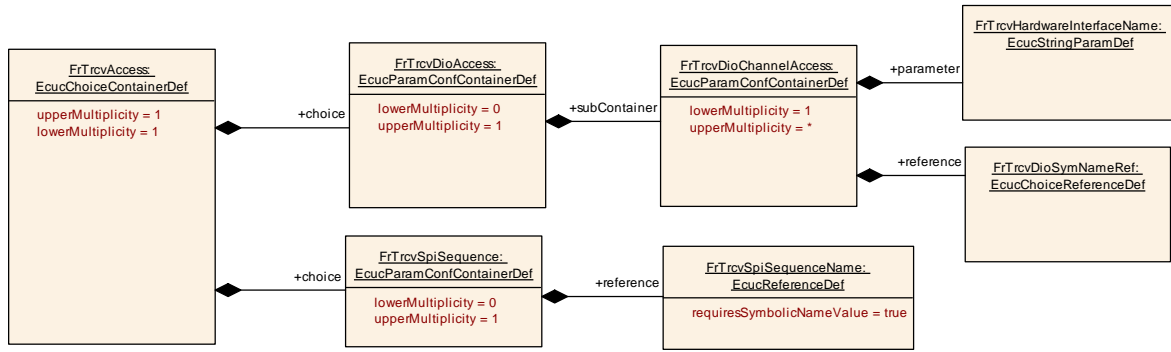 FrTrcvAccess:
EcucChoiceContainerDef
upperMultiplicity = 1
lowerMultiplicity = 1
+choice
FrTrcvDioAccess:
EcucParamConfContainerDef
lowerMultiplicity = 0
upperMultiplicity = 1
+subContainer
FrTrcvDioChannelAccess:
EcucParamConfContainerDef
lowerMultiplicity = 1
upperMultiplicity = *
+parameter
FrTrcvHardwareInterfaceName:
EcucStringParamDef
+reference
FrTrcvDioSymNameRef:
EcucChoiceReferenceDef
+choice
FrTrcvSpiSequence:
EcucParamConfContainerDef
lowerMultiplicity = 0
upperMultiplicity = 1
+reference
FrTrcvSpiSequenceName:
EcucReferenceDef
requiresSymbolicNameValue = true